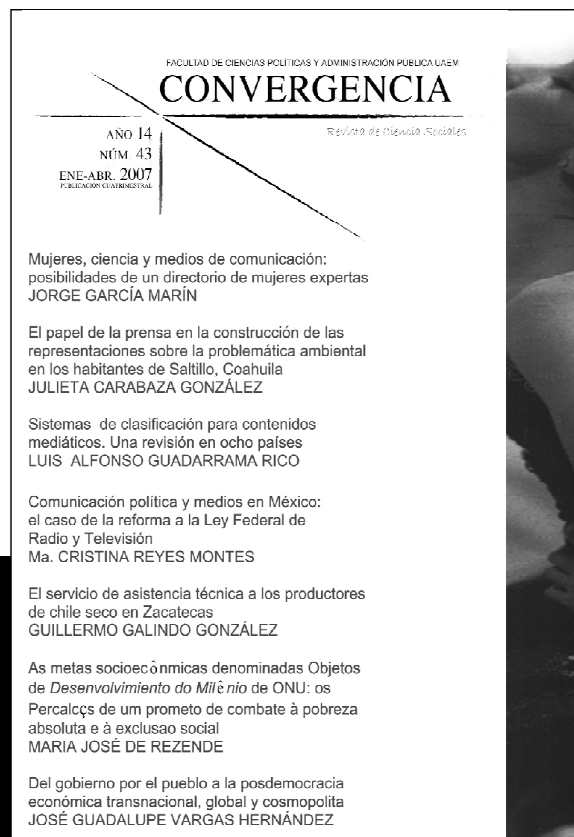 FACULTAD DE CIENCIAS POLÍTICAS Y ADMINISTRACIÓN PUBLICA UAEM
CONVERGENCIA
Revista de Ciencia Sociales
AÑO 14
NÚM. 43
ENE-ABR. 2007
PUBLICACIÓN CUATRIMESTRAL
Mujeres, ciencia y medios de comunicación:
posibilidades de un directorio de mujeres expertas
JORGE GARCÍA MARÍN
El papel de la prensa en la construcción de las
representaciones sobre la problemática ambiental
en los habitantes de Saltillo, Coahuila
JULIETA CARABAZA GONZÁLEZ
Sistemas de clasificación para contenidos
mediáticos. Una revisión en ocho países
LUIS ALFONSO GUADARRAMA RICO
Comunicación política y medios en México:
el caso de la reforma a la Ley Federal de
Radio y Televisión
Ma. CRISTINA REYES MONTES
El servicio de asistencia técnica a los productores
de chile seco en Zacatecas
GUILLERMO GALINDO GONZÁLEZ
As metas socioecônmicas denominadas Objetos
de Desenvolvimiento do Milênio de ONU: os
Percalcçs de um prometo de combate à pobreza
absoluta e à exclusao social
MARIA JOSÉ DE REZENDE
Del gobierno por el pueblo a la posdemocracia
económica transnacional, global y cosmopolita
JOSÉ GUADALUPE VARGAS HERNÁNDEZ